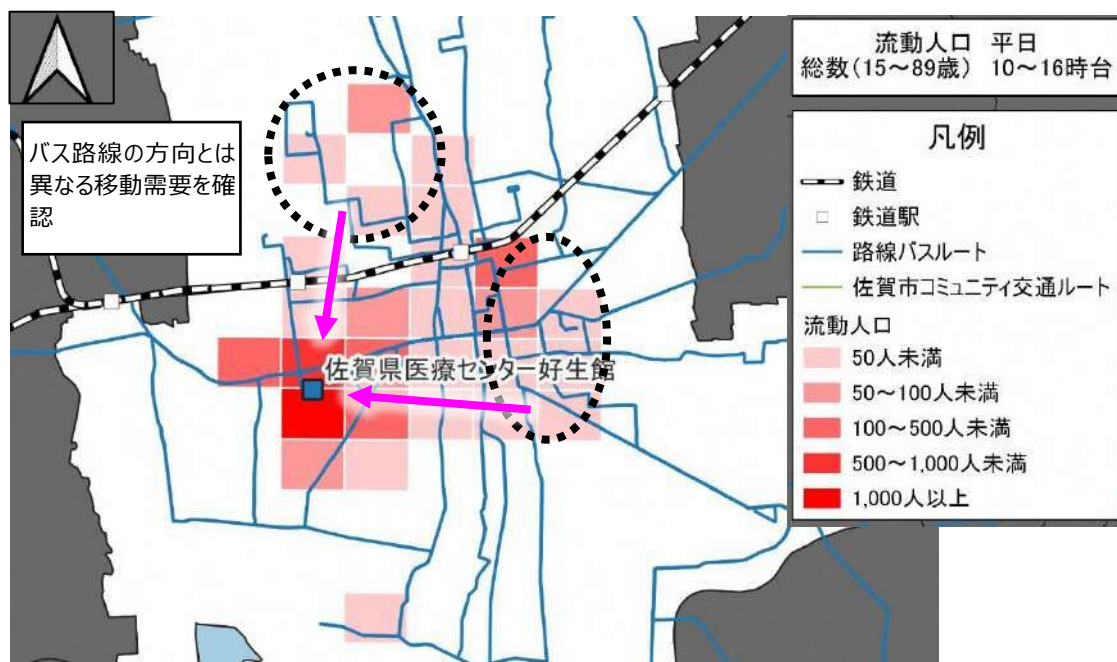 流動人口 平日
総数(15～89歳) 10～16時台
バス路線の方向とは
異なる移動需要を確
認
凡例
鉄道
鉄道駅
路線バスルート
佐賀市コミュニティ交通ルート
流動人口
50人未満
50～100人未満
100～500人未満
500～1,000人未満
1,000人以上
佐賀県医療センター好生館